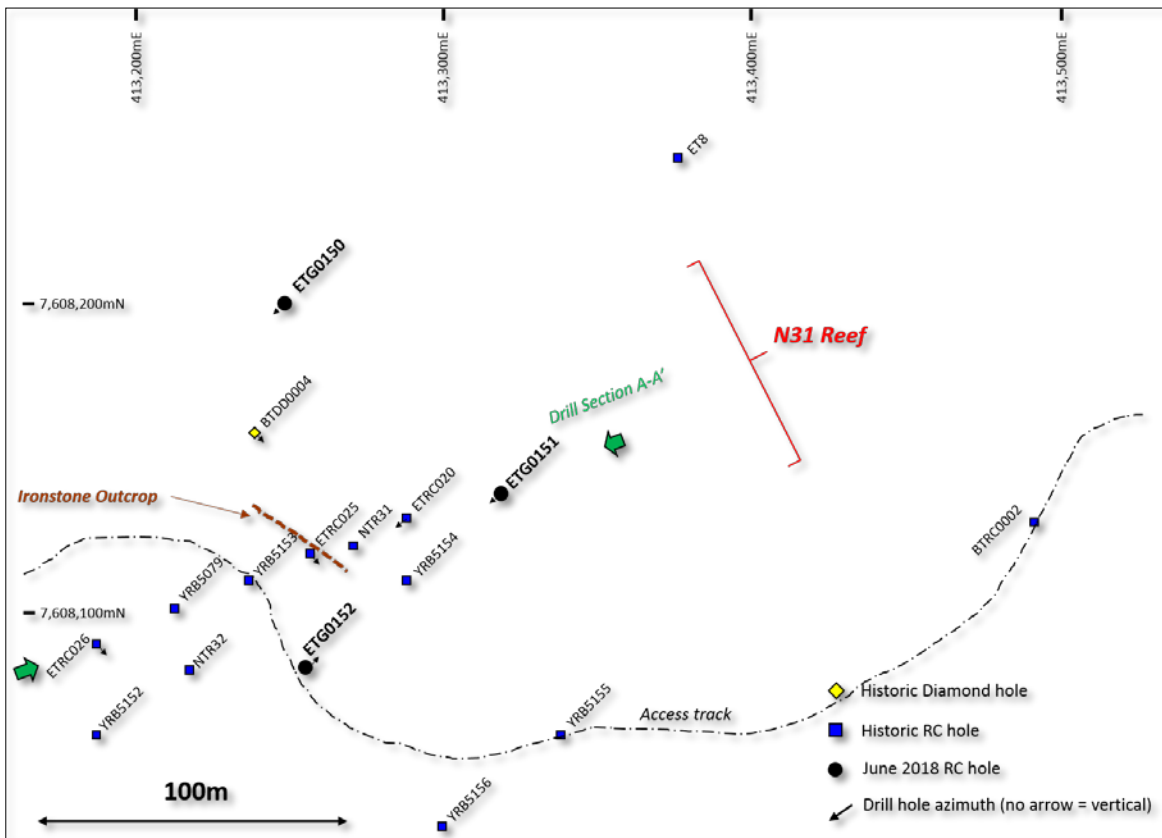 413,200mE
413,300mE
413,400mE
413,500mE
ET8
ETG0150
7,608,200mN
N31 Reef
Drill Section A-A'
BTDD0004
ETG0151
Ironstone Outcrop
ETRC020
ETRC025
NTR31
BTRC0002
YRB5153
YRB5154
YRB5079
7,608,100mN
ETG0152
ETRC026
NTR32
YRB5152
YRB5155
Access track
YRB5156
100m
Historic Diamond hole
Historic RC hole
June 2018 RC hole
Drill hole azimuth (no arrow = vertical)